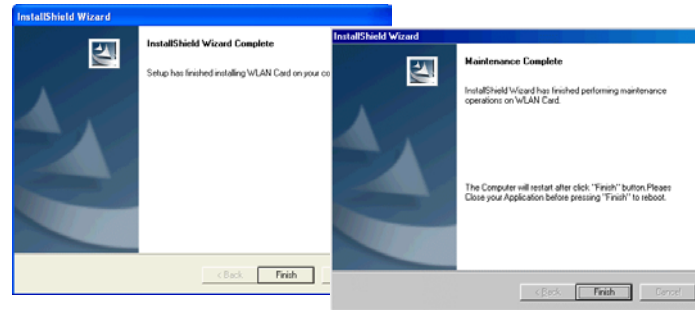 InstallShield Wizard
InstallShield Wizard Complete
Setup has finished installing WLAN Card on your co
< Back
Finish
InstallShield Wizard
Maintenance Complete
InstallShield Wizard has finished performing maintenance
operations on WLAN Card.
The Computer will restart after click "Finish" button.Pleaes
Close your Application before pressing "Finish" to reboot.
< Back
Finish
Cancel